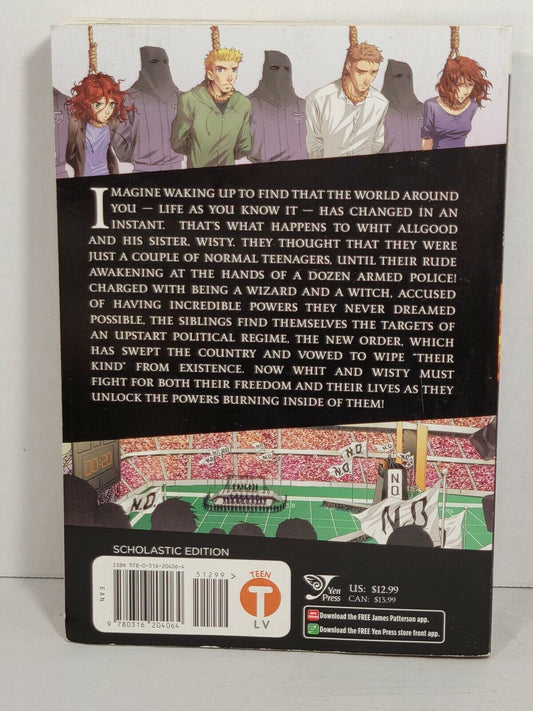 IMAGINE WAKING UP TO FIND THAT THE WORLD AROUND
YOU — LIFE AS YOU KNOW IT — HAS CHANGED IN AN
INSTANT. THAT'S WHAT HAPPENS TO WHIT ALLGOOD
AND HIS SISTER, WISTY. THEY THOUGHT THAT THEY WERE
JUST A COUPLE OF NORMAL TEENAGERS, UNTIL THEIR RUDE
AWAKENING AT THE HANDS OF A DOZEN ARMED POLICE!
CHARGED WITH BEING A WIZARD AND A WITCH, ACCUSED
OF HAVING INCREDIBLE POWERS THEY NEVER DREAMED
POSSIBLE, THE SIBLINGS FIND THEMSELVES THE TARGETS OF
AN UPSTART POLITICAL REGIME, THE NEW ORDER, WHICH
HAS SWEPT THE COUNTRY AND VOWED TO WIPE "THEIR
KIND" FROM EXISTENCE. NOW WHIT AND WISTY MUST
FIGHT FOR BOTH THEIR FREEDOM AND THEIR LIVES AS THEY
UNLOCK THE POWERS BURNING INSIDE OF THEM!
00:20
N.O.
N.O.
N.O.
N.O.
N.O.
SCHOLASTIC EDITION
ISBN 978-0-316-20406-4
51299>
EAN
9 780316 204064
TEEN
T
LV
Yen
Press
US: $12.99
CAN: $15.99
Download the FREE James Patterson app.
Download the FREE Yen Press store front app.